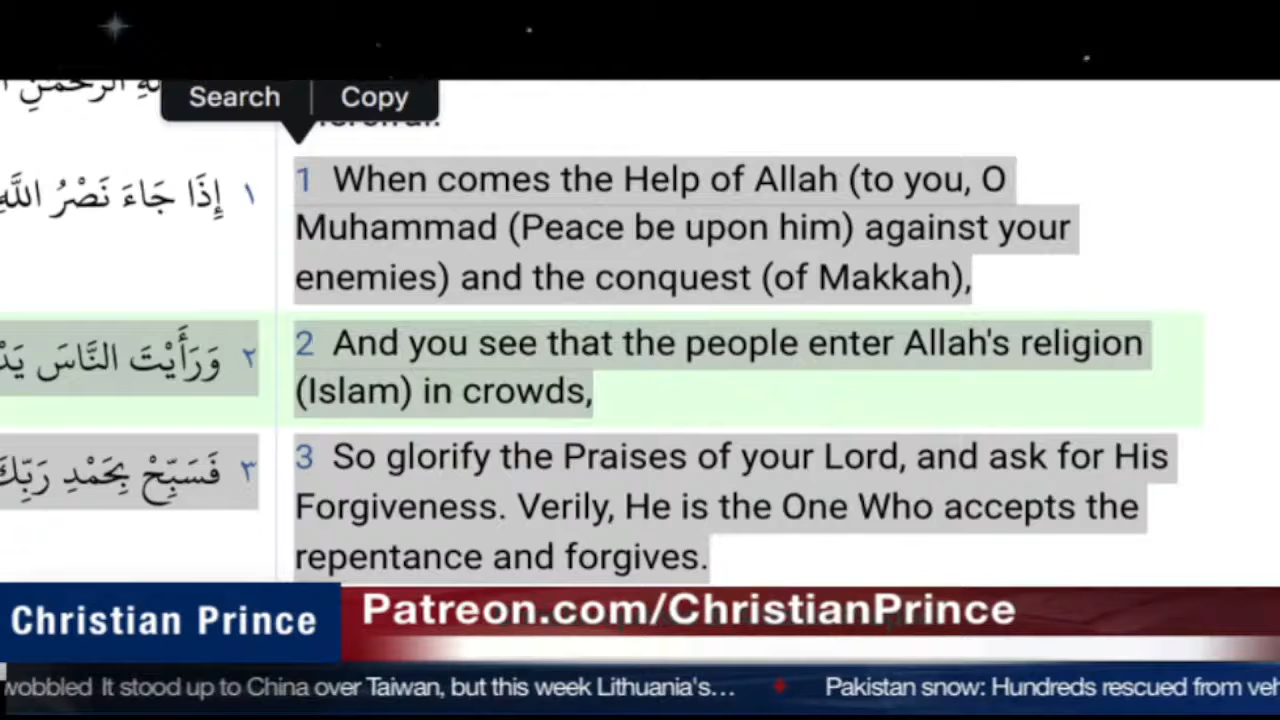 Search Copy
1 When comes the Help of Allah (to you, O
Muhammad (Peace be upon him) against your
enemies) and the conquest (of Makkah),
١ إِذَا جَاءَ نَصْرُ اللَّهِ
2 And you see that the people enter Allah's religion
(Islam) in crowds,
٢ وَرَأَيْتَ النَّاسَ
3 So glorify the Praises of your Lord, and ask for His
Forgiveness. Verily, He is the One Who accepts the
repentance and forgives.
٣ فَسَبِّحْ بِحَمْدِ رَبِّكَ
Christian Prince
Patreon.com/ChristianPrince
wobbled It stood up to China over Taiwan, but this week Lithuania's... Pakistan snow: Hundreds rescued from veh